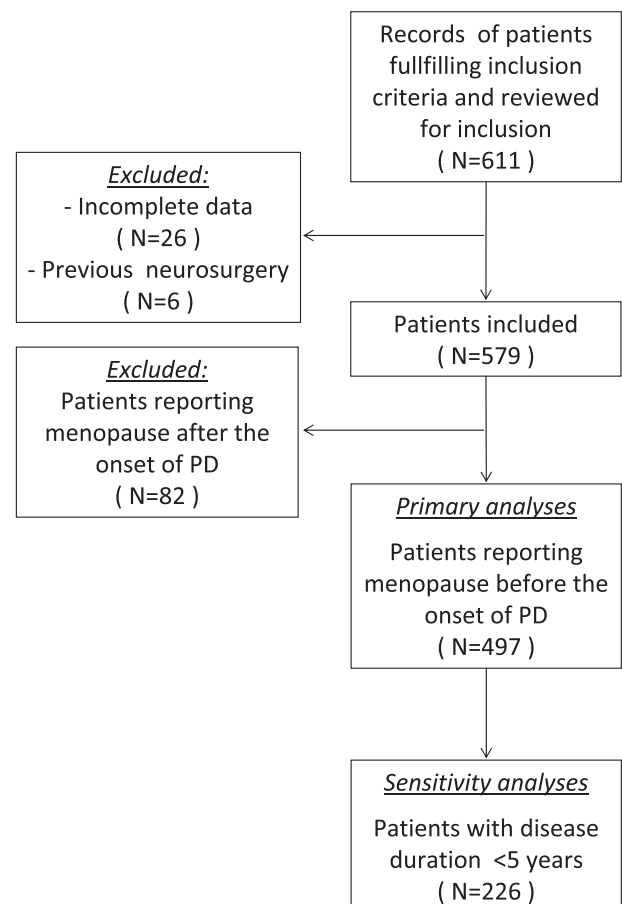 Records of patients
fullfilling inclusion
criteria and reviewed
for inclusion
( N=611 )
Excluded:
- Incomplete data
( N=26 )
- Previous neurosurgery
( N=6 )
Patients included
( N=579 )
Excluded:
Patients reporting
menopause after the
onset of PD
( N=82 )
Primary analyses
Patients reporting
menopause before the
onset of PD
( N=497 )
Sensitivity analyses
Patients with disease
duration <5 years
( N=226 )